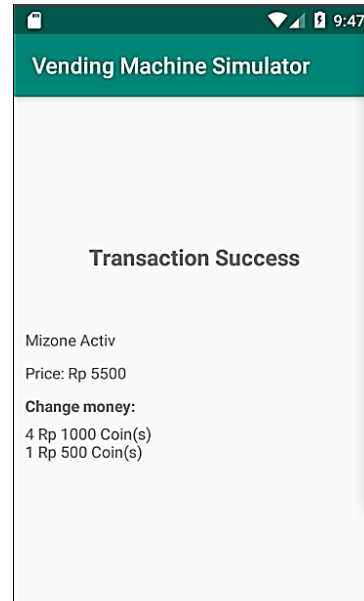 9:47
Vending Machine Simulator
Transaction Success
Mizone Activ
Price: Rp 5500
Change money:
4 Rp 1000 Coin(s)
1 Rp 500 Coin(s)